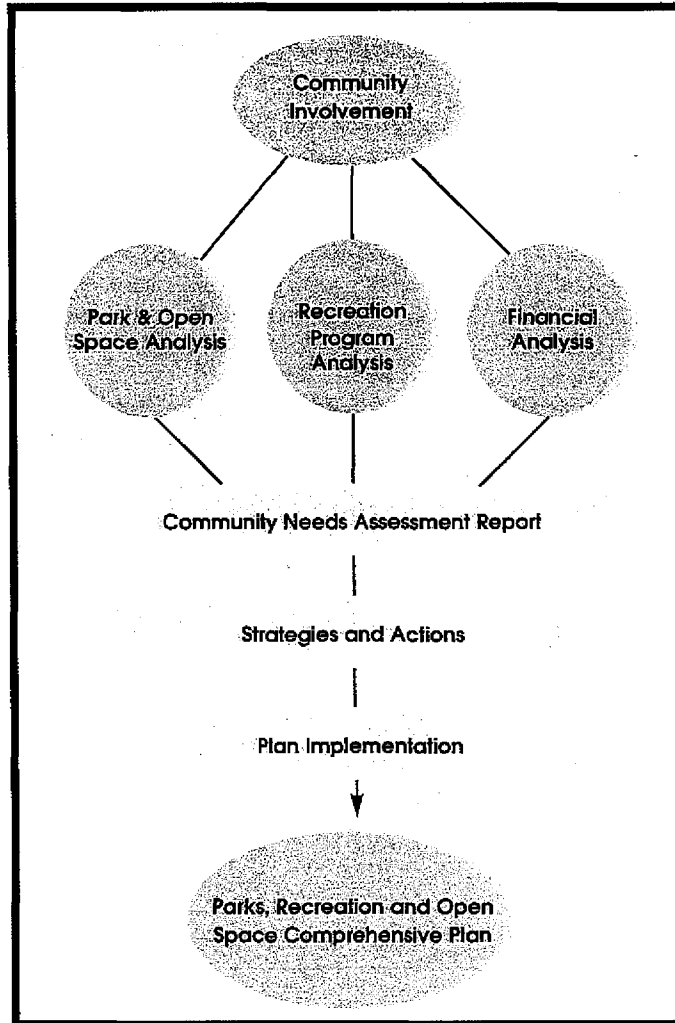 Community
Involvement
Park & Open
Space Analysis
Recreation
Program
Analysis
Financial
Analysis
Community Needs Assessment Report
Strategies and Actions
Plan Implementation
Parks, Recreation and Open
Space Comprehensive Plan